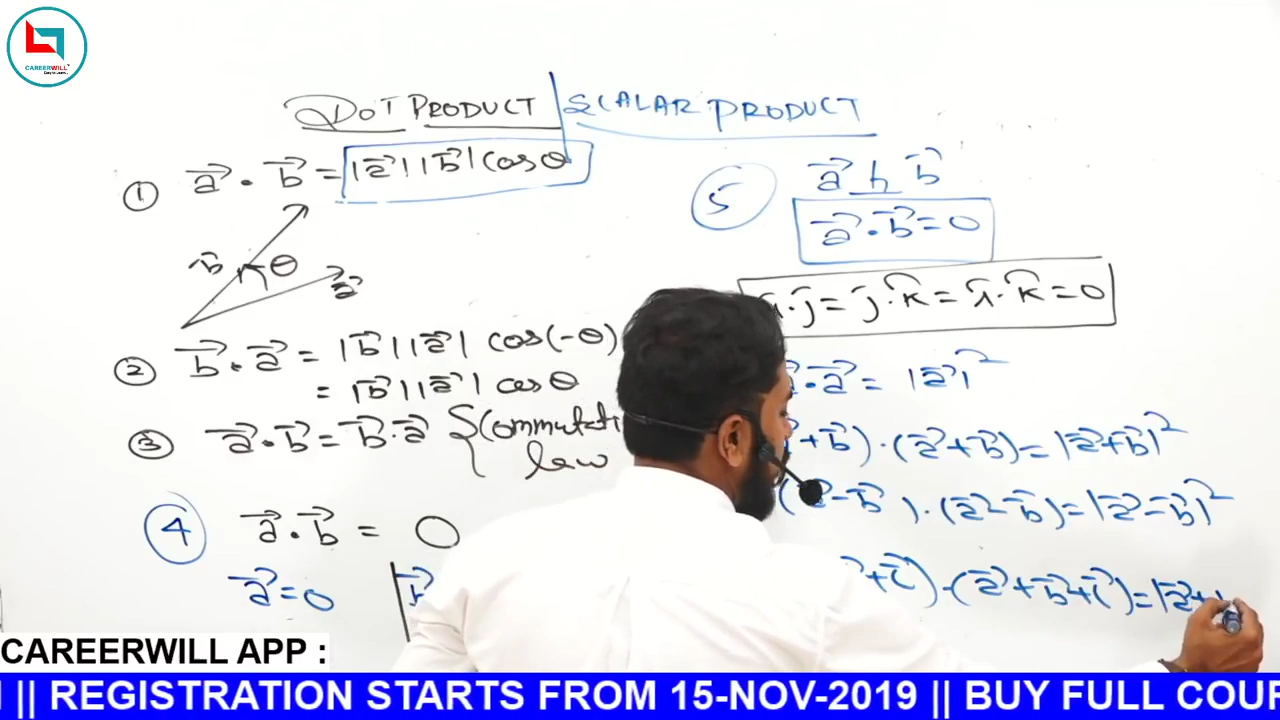 CAREERWILL
DOT PRODUCT | SCALAR PRODUCT
① a⃗ · b⃗ = |a⃗| |b⃗| cos θ
b⃗ θ a⃗
② b⃗ · a⃗ = |b⃗| |a⃗| cos(-θ)
= |b⃗| |a⃗| cos θ
③ a⃗ · b⃗ = b⃗ · a⃗ {Commutati
law
④ a⃗ · b⃗ = 0
a⃗ = 0 | b⃗
⑤ a⃗ ⊥ b⃗
a⃗ · b⃗ = 0
· ĵ = ĵ · k̂ = î · k̂ = 0
· a⃗ = |a⃗|²
+ b⃗) · (a⃗ + b⃗) = |a⃗ + b⃗|²
(a⃗ - b⃗) · (a⃗ - b⃗) = |a⃗ - b⃗|²
+ c⃗) · (a⃗ + b⃗ + c⃗) = |a⃗ +
CAREERWILL APP :
|| REGISTRATION STARTS FROM 15-NOV-2019 || BUY FULL COUR